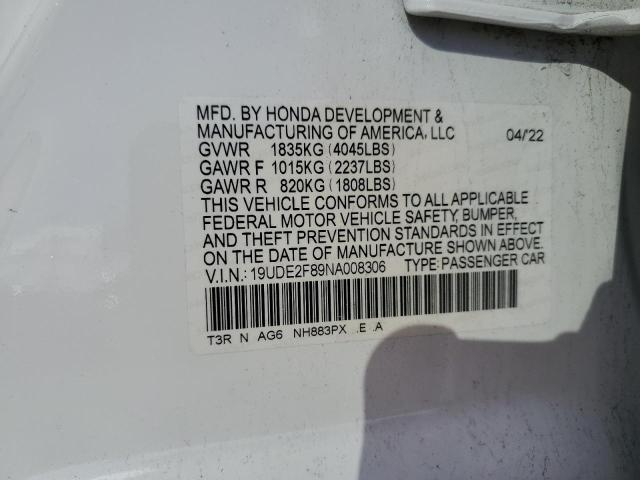 MFD. BY HONDA DEVELOPMENT &
MANUFACTURING OF AMERICA, LLC 04/'22
GVWR 1835KG (4045LBS)
GAWR F 1015KG (2237LBS)
GAWR R 820KG (1808LBS)
THIS VEHICLE CONFORMS TO ALL APPLICABLE
FEDERAL MOTOR VEHICLE SAFETY, BUMPER,
AND THEFT PREVENTION STANDARDS IN EFFECT
ON THE DATE OF MANUFACTURE SHOWN ABOVE.
V.I.N.: 19UDE2F89NA008306 TYPE:PASSENGER CAR
T3R N AG6 NH883PX .E .A